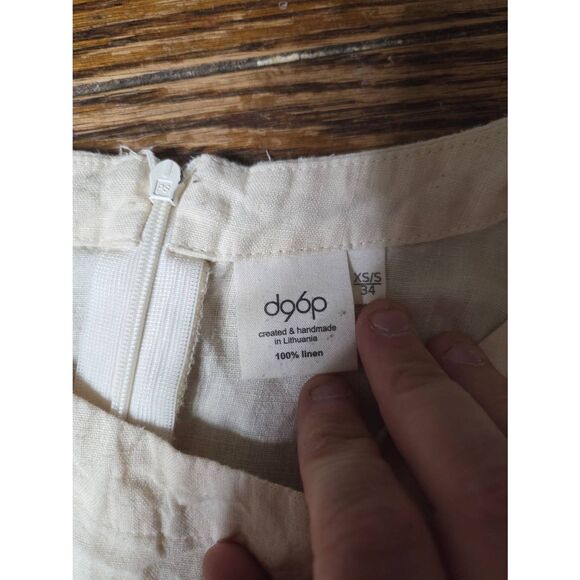 d96p
created & handmade
in Lithuania
100% linen
XS/S
34